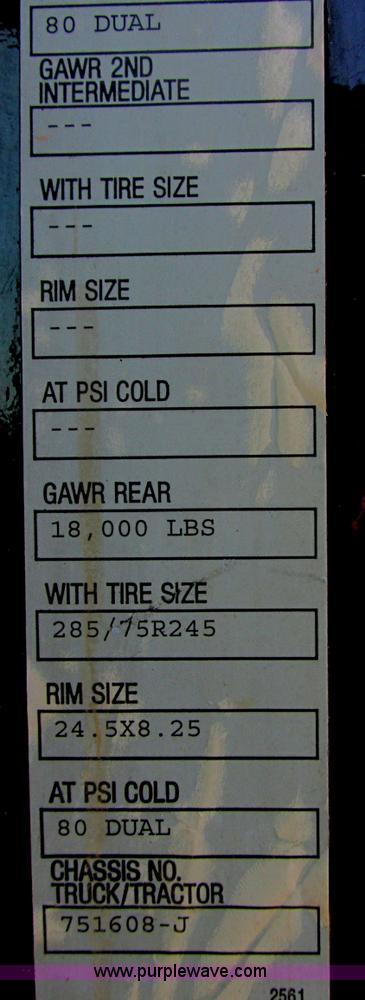 80 DUAL
GAWR 2ND
INTERMEDIATE
---
WITH TIRE SIZE
---
RIM SIZE
---
AT PSI COLD
---
GAWR REAR
18,000 LBS
WITH TIRE SIZE
285/75R245
RIM SIZE
24.5X8.25
AT PSI COLD
80 DUAL
CHASSIS NO.
TRUCK/TRACTOR
751608-J
www.purplewave.com
2561